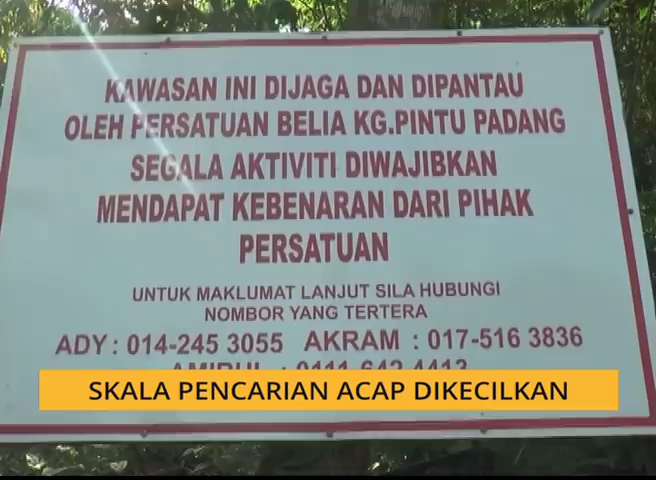 KAWASAN INI DIJAGA DAN DIPANTAU
OLEH PERSATUAN BELIA KG.PINTU PADANG
SEGALA AKTIVITI DIWAJIBKAN
MENDAPAT KEBENARAN DARI PIHAK
PERSATUAN
UNTUK MAKLUMAT LANJUT SILA HUBUNGI
NOMBOR YANG TERTERA
ADY : 014-245 3055 AKRAM : 017-516 3836
SKALA PENCARIAN ACAP DIKECILKAN